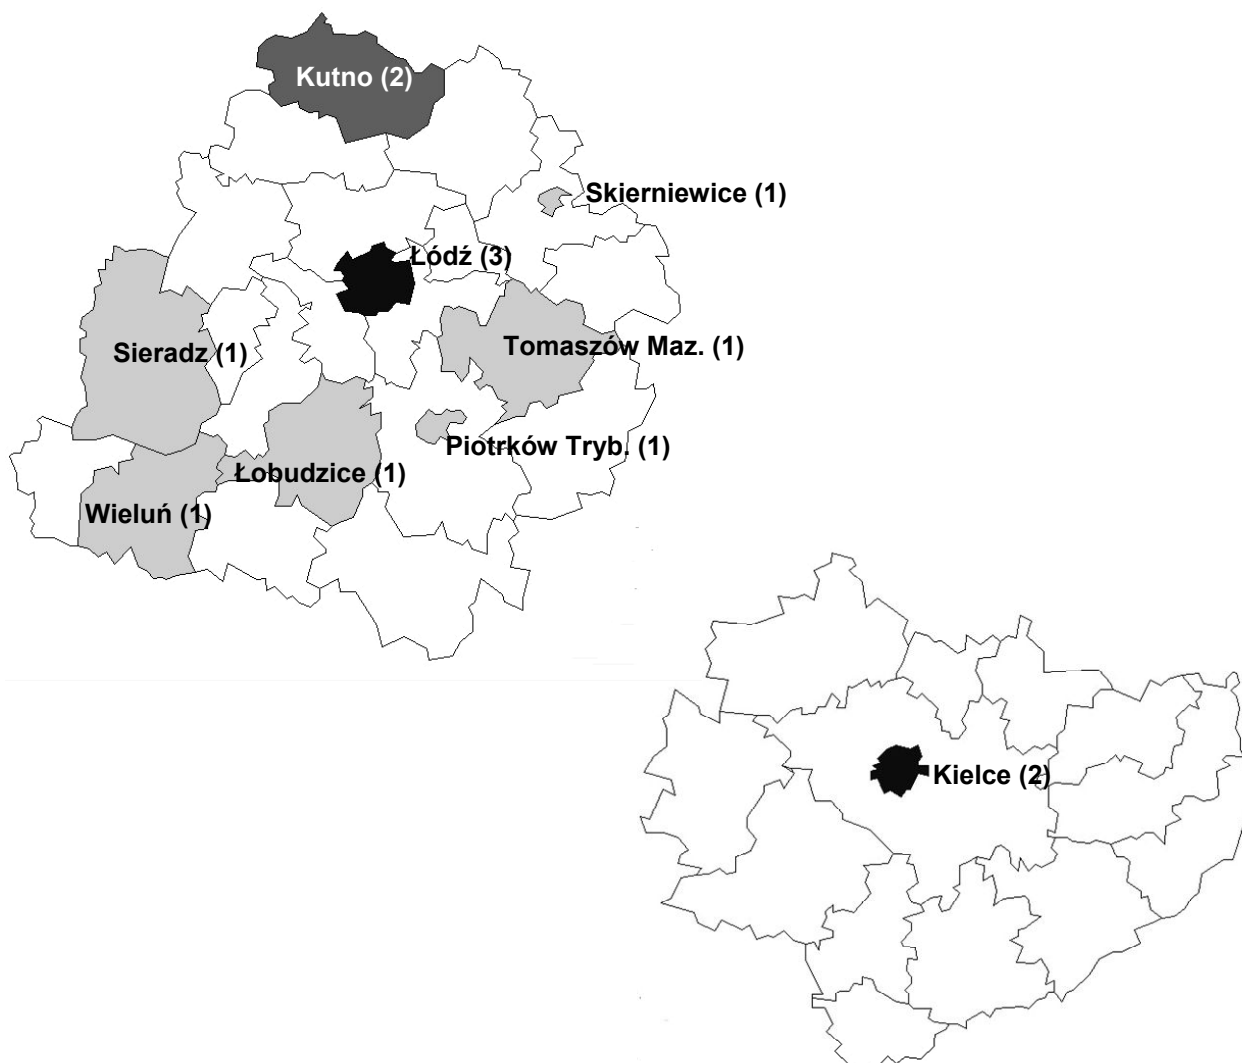 Kutno (2)
Skierniewice (1)
Łódź (3)
Sieradz (1)
Tomaszów Maz. (1)
Piotrków Tryb. (1)
Łobudzice (1)
Wieluń (1)
Kielce (2)